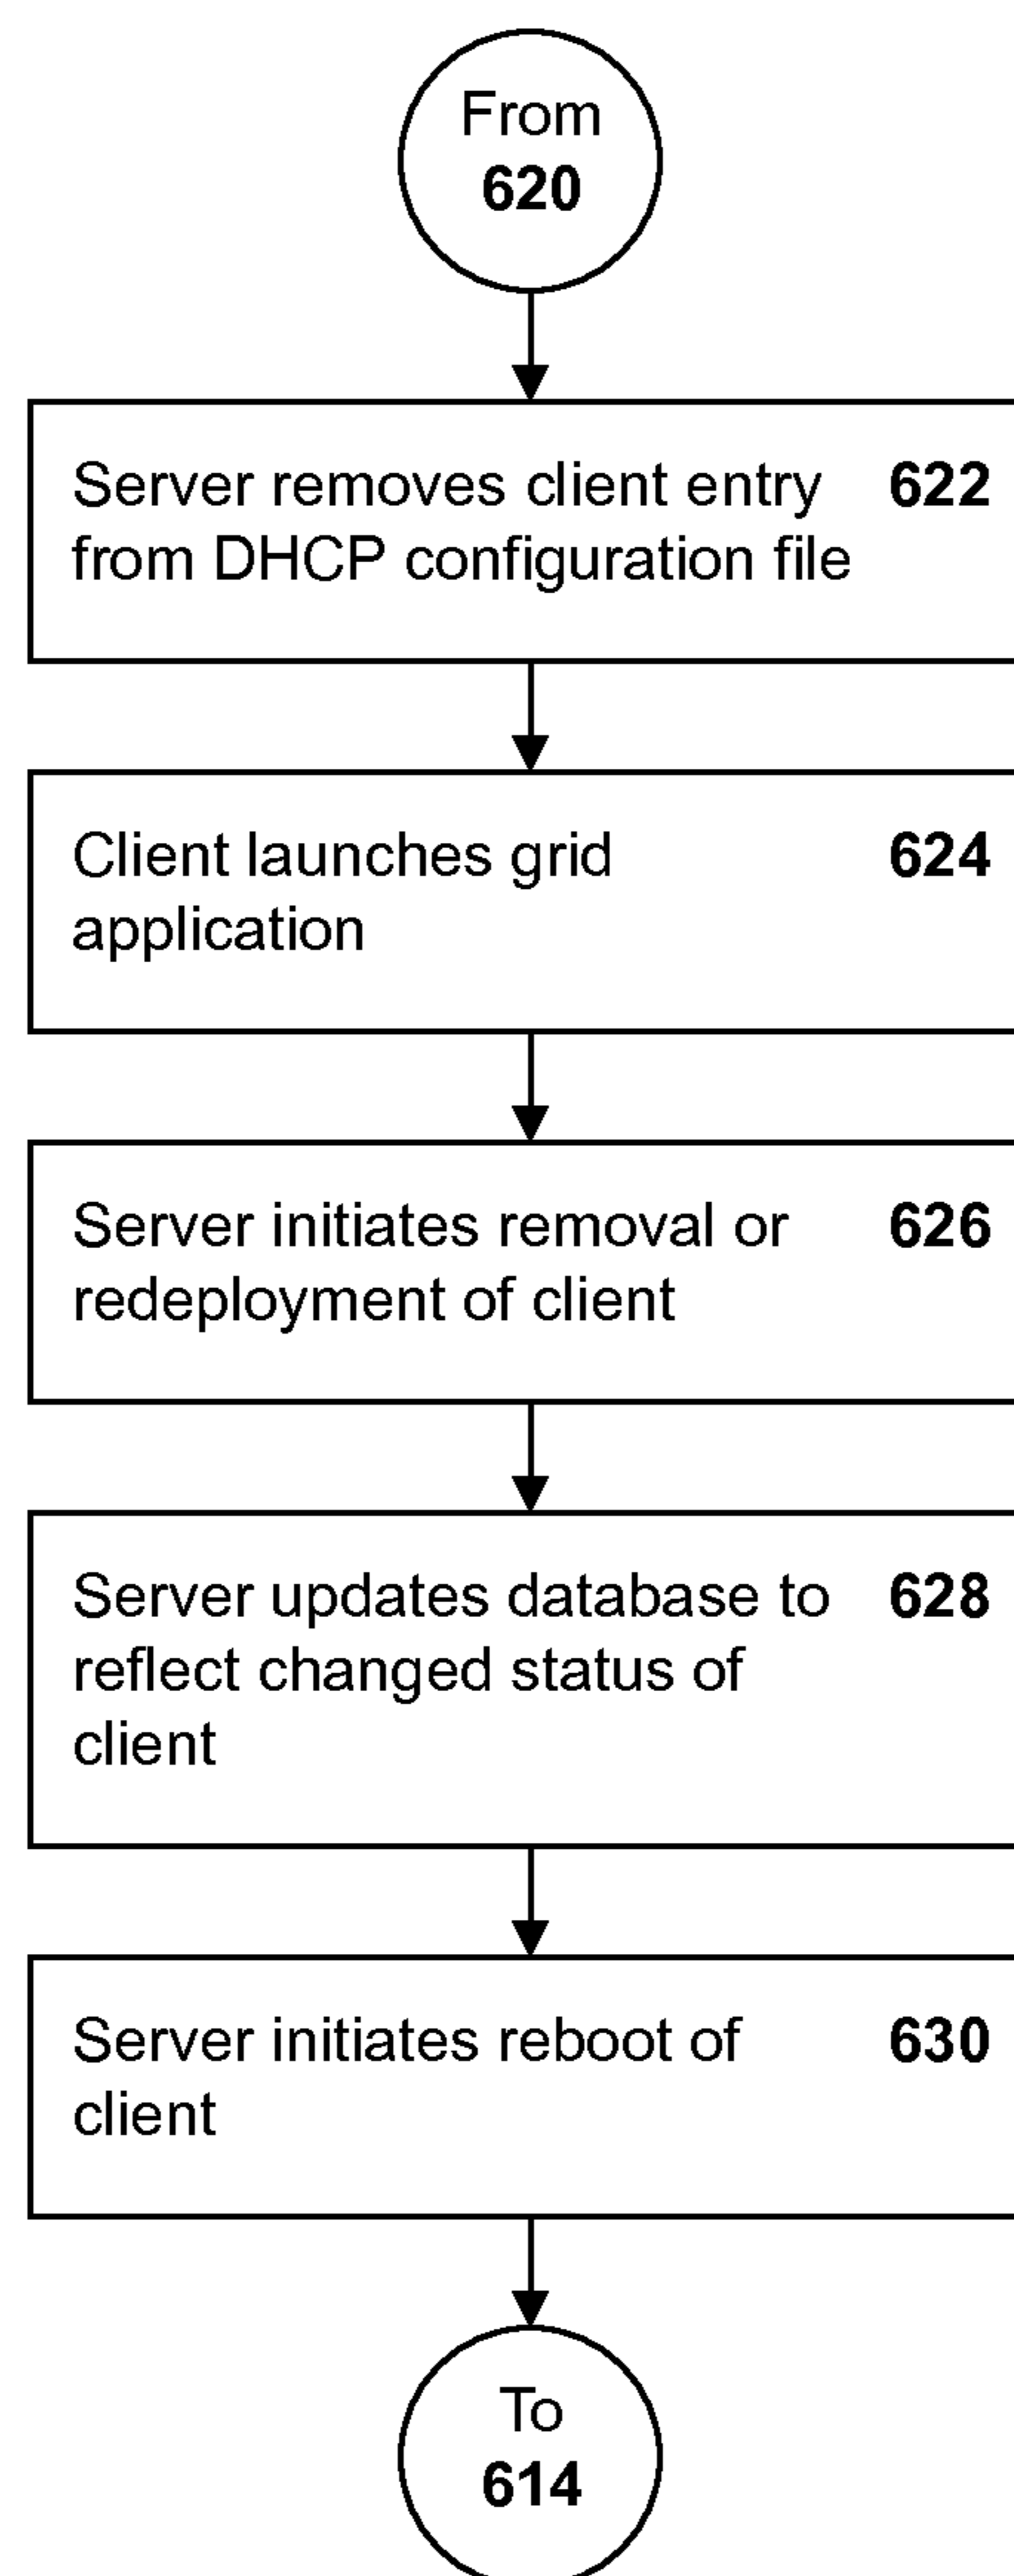 From
620
Server removes client entry 622
from DHCP configuration file
Client launches grid 624
application
Server initiates removal or 626
redeployment of client
Server updates database to 628
reflect changed status of
client
Server initiates reboot of 630
client
To
614